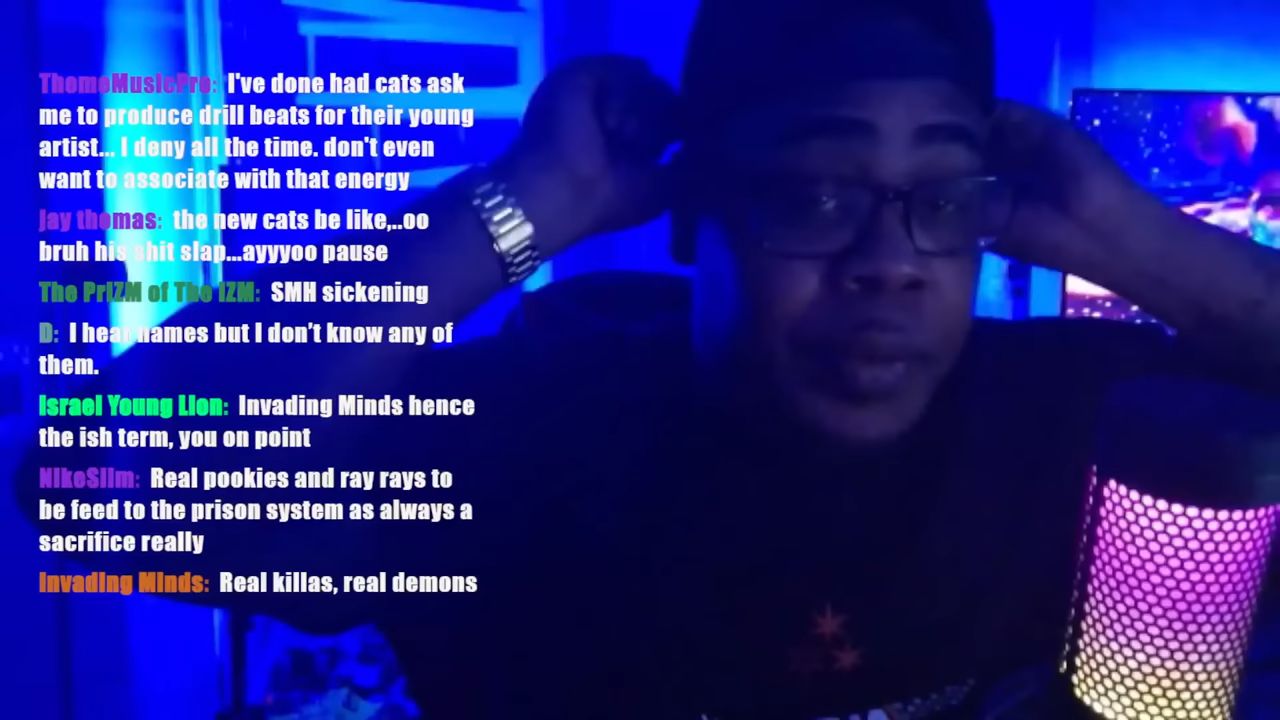 ThemeMusicPro: I've done had cats ask
me to produce drill beats for their young
artist... I deny all the time. don't even
want to associate with that energy
Jay thomas: the new cats be like,..oo
bruh his shit slap...ayyyoo pause
The PrIZM of The IZM: SMH sickening
D: I hear names but I don’t know any of
them.
Israel Young Lion: Invading Minds hence
the ish term, you on point
NikeSlim: Real pookies and ray rays to
be feed to the prison system as always a
sacrifice really
Invading Minds: Real killas, real demons